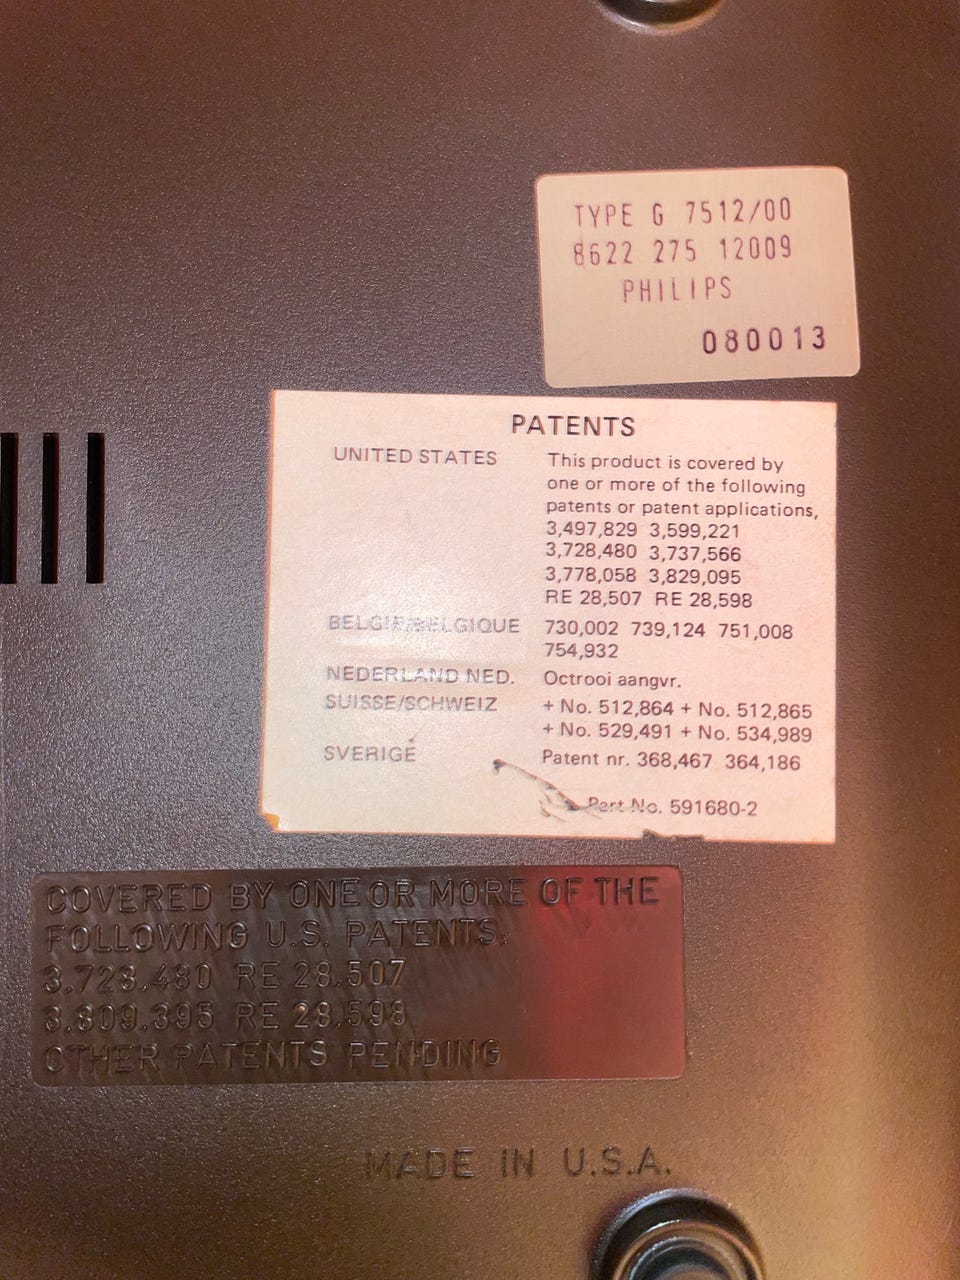 TYPE G 7512/00
8622 275 12009
PHILIPS
080013
PATENTS
UNITED STATES This product is covered by
one or more of the following
patents or patent applications,
3,497,829 3,599,221
3,728,480 3,737,566
3,778,058 3,829,095
RE 28,507 RE 28,598
BELGIE/BELGIQUE 730,002 739,124 751,008
754,932
NEDERLAND NED. Octrooi aangvr.
SUISSE/SCHWEIZ + No. 512,864 + No. 512,865
+ No. 529,491 + No. 534,989
SVERIGE Patent nr. 368,467 364,186
Part No. 591680-2
COVERED BY ONE OR MORE OF THE
FOLLOWING U.S. PATENTS:
3.728.480 RE 28,507
3.809.395 RE 28,598
OTHER PATENTS PENDING
MADE IN U.S.A.